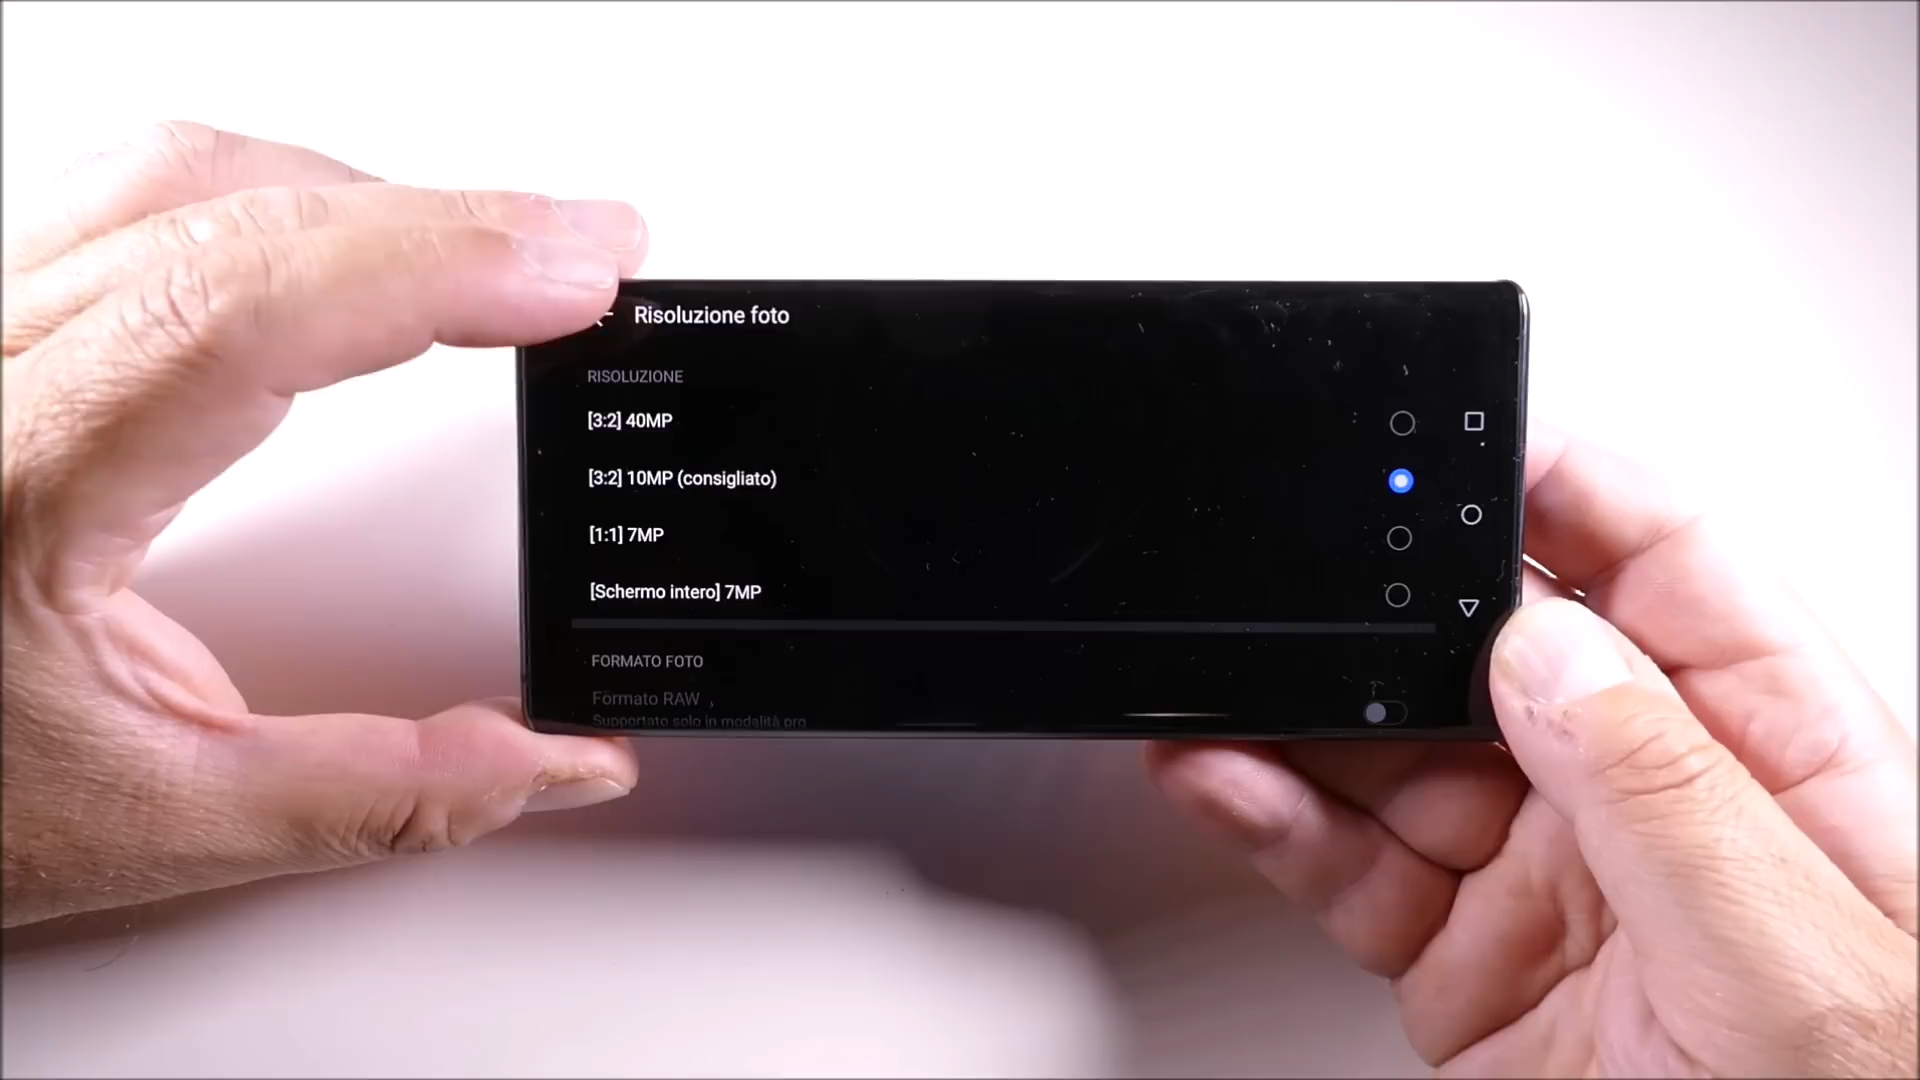 Risoluzione foto
RISOLUZIONE
[3:2] 40MP
[3:2] 10MP (consigliato)
[1:1] 7MP
[Schermo intero] 7MP
FORMATO FOTO
Formato RAW
Supportato solo in modalità pro